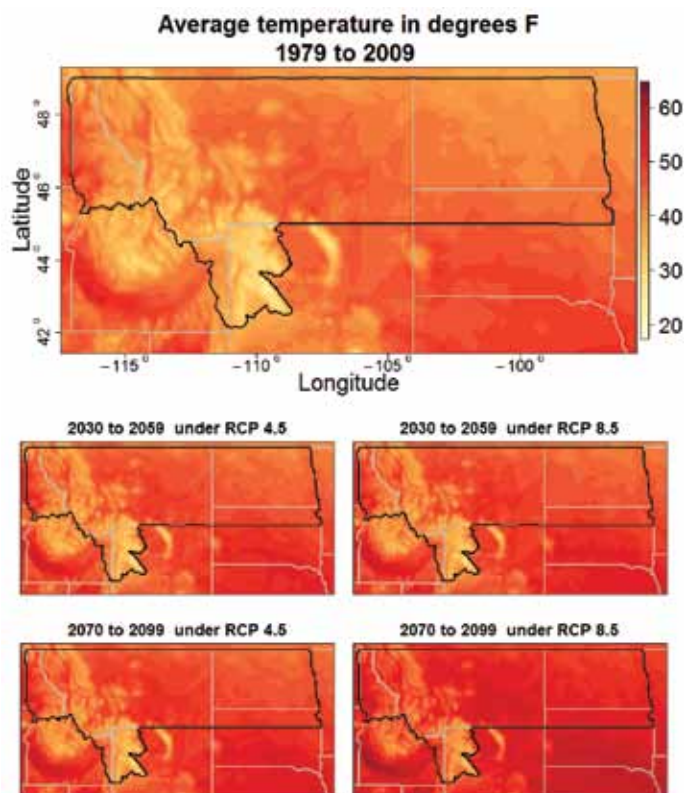 Average temperature in degrees F
1979 to 2009
Latitude
48°
46°
44°
42°
60
50
40
30
20
−115°
−110°
−105°
−100°
Longitude
2030 to 2059 under RCP 4.5
2030 to 2059 under RCP 8.5
2070 to 2099 under RCP 4.5
2070 to 2099 under RCP 8.5